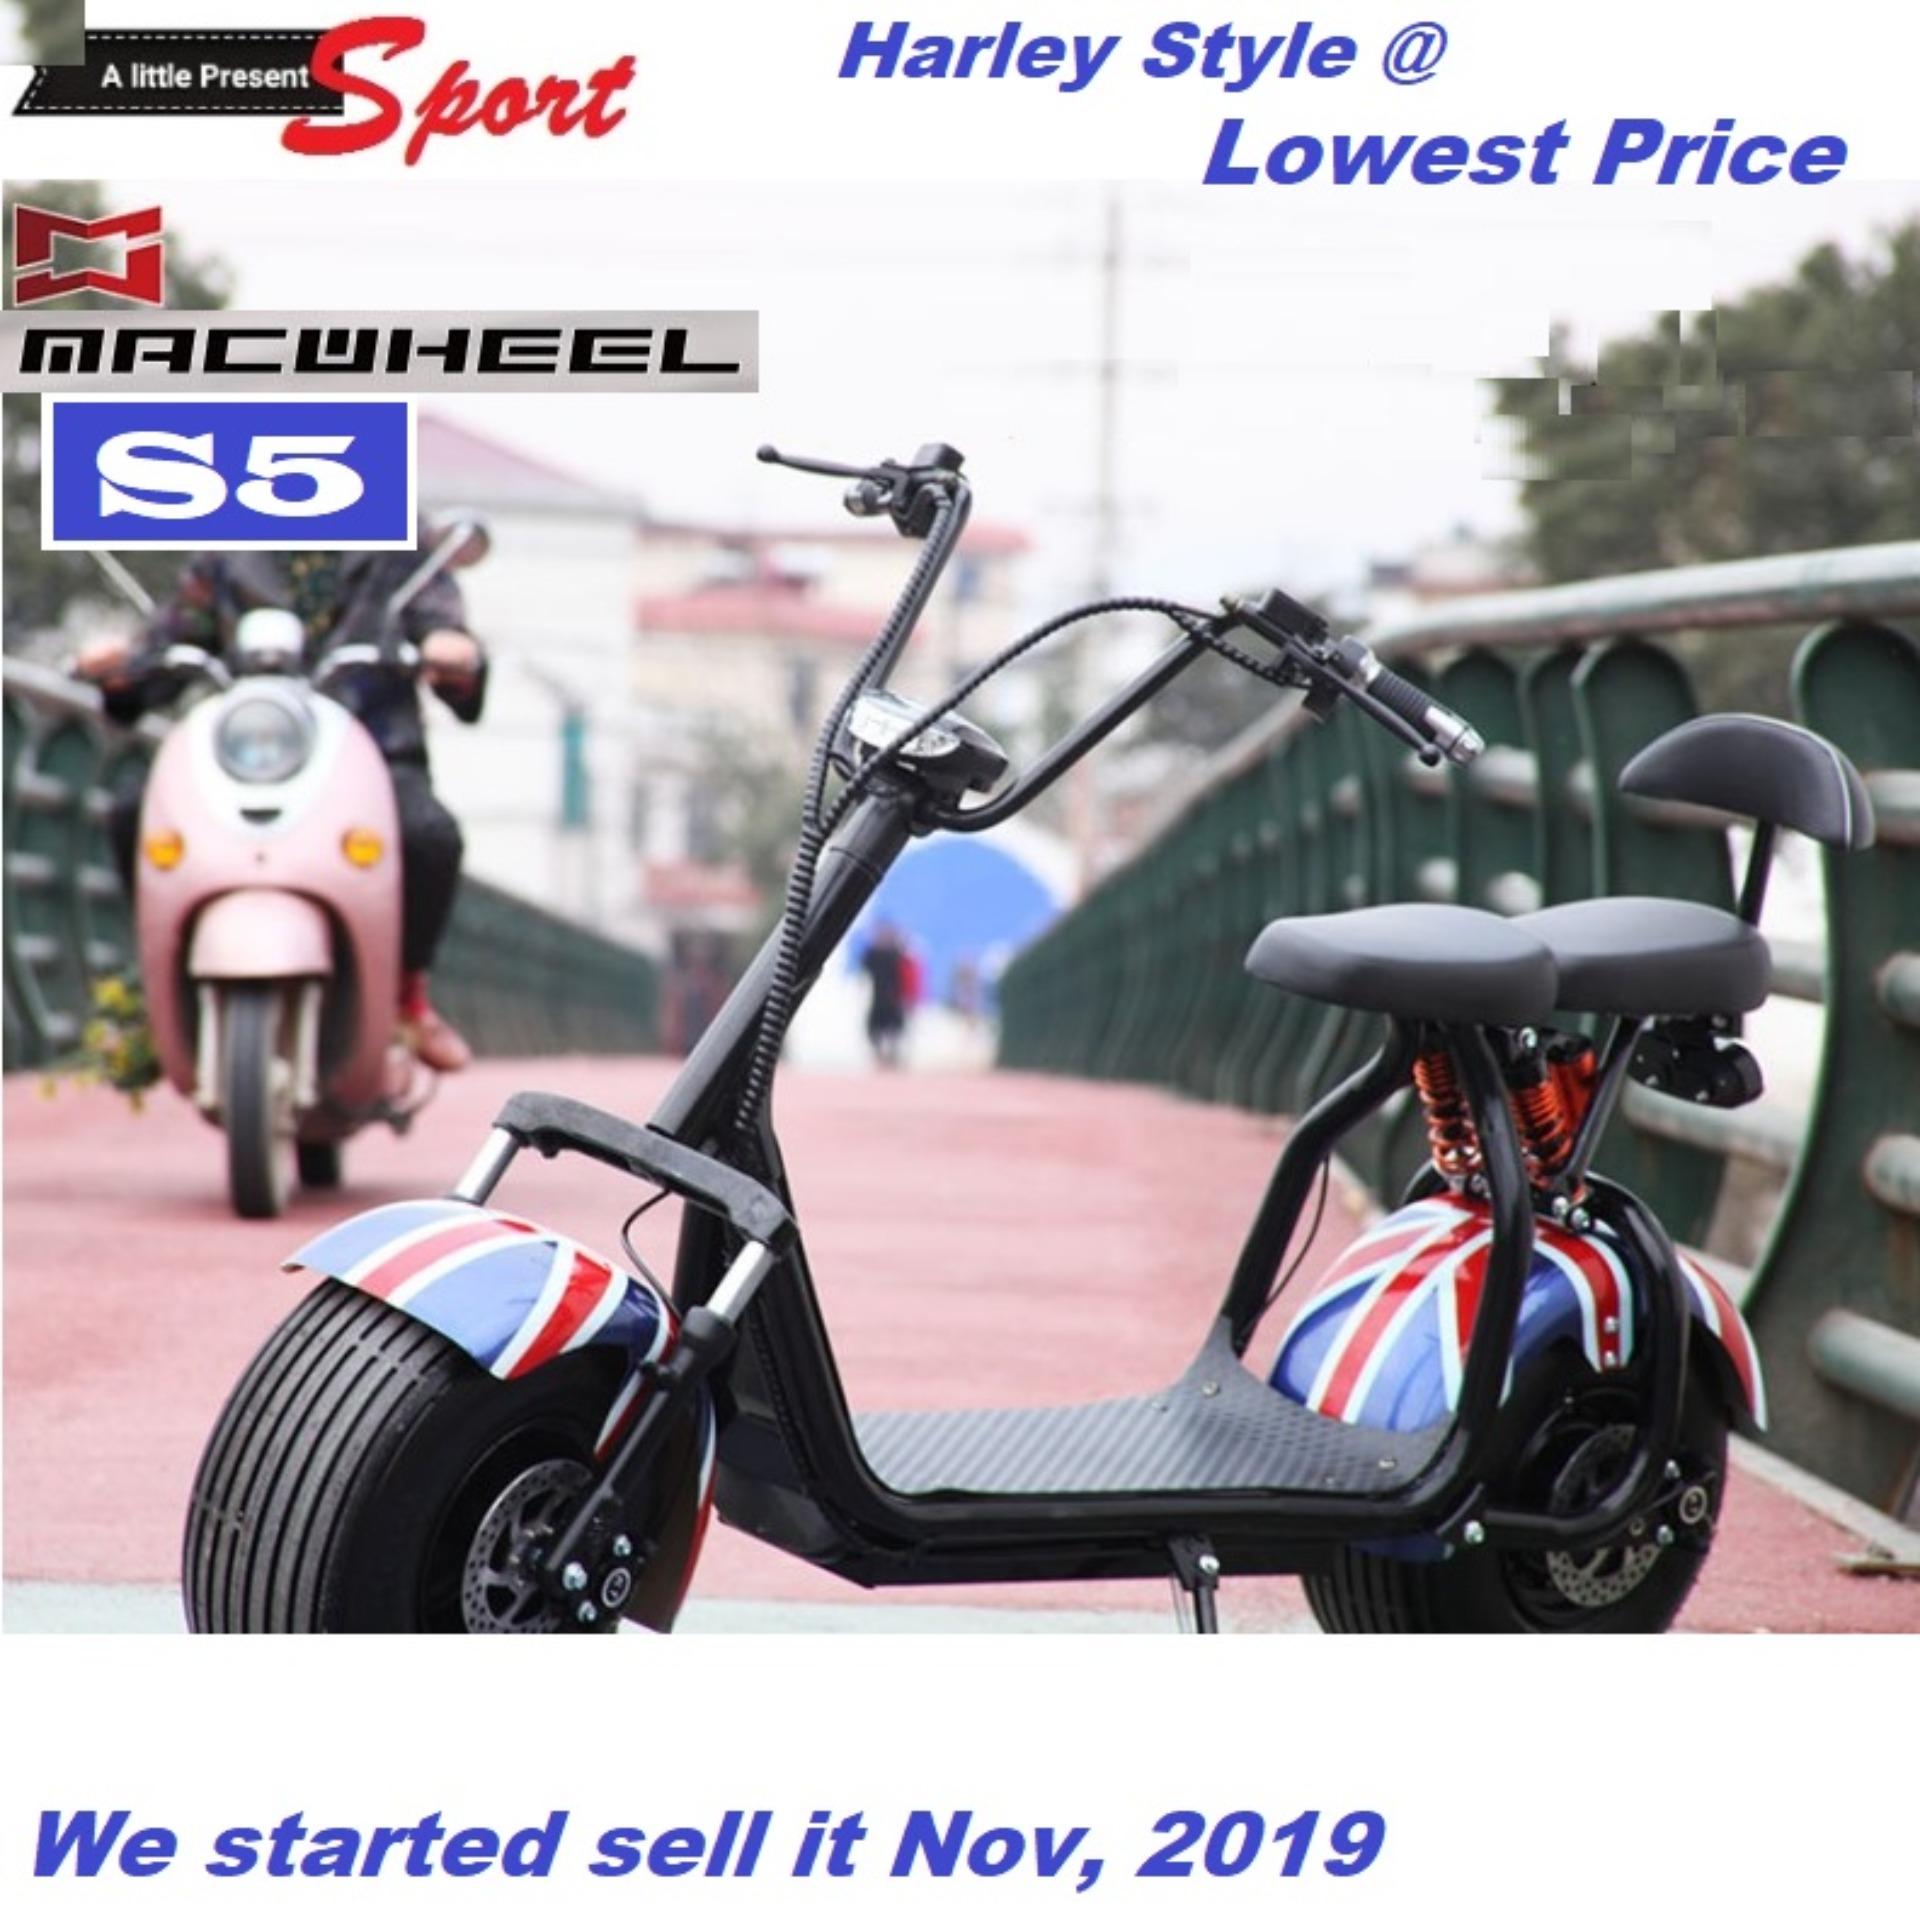 A little Present
Sport
Harley Style @
Lowest Price
MACWHEEL
S5
We started sell it Nov, 2019